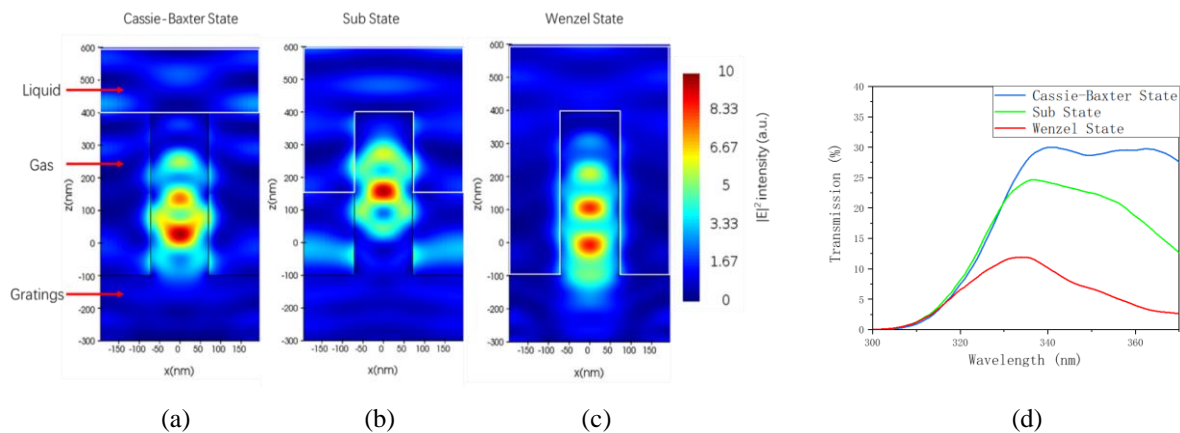 Cassie-Baxter State
Sub State
Wenzel State
Liquid
Gas
Gratings
600
500
400
300
200
100
0
-100
-200
-300
z(nm)
-150 -100 -50 0 50 100 150
x(nm)
600
500
400
300
200
100
0
-100
-200
-300
z(nm)
-150 -100 -50 0 50 100 150
x(nm)
600
500
400
300
200
100
0
-100
-200
-300
z(nm)
-150 -100 -50 0 50 100 150
x(nm)
10
8.33
6.67
5
3.33
1.67
0
|E|² intensity (a.u.)
40
35
30
25
20
15
10
5
0
Transmission (%)
Cassie-Baxter State
Sub State
Wenzel State
300 320 340 360
Wavelength (nm)
(a) (b) (c) (d)